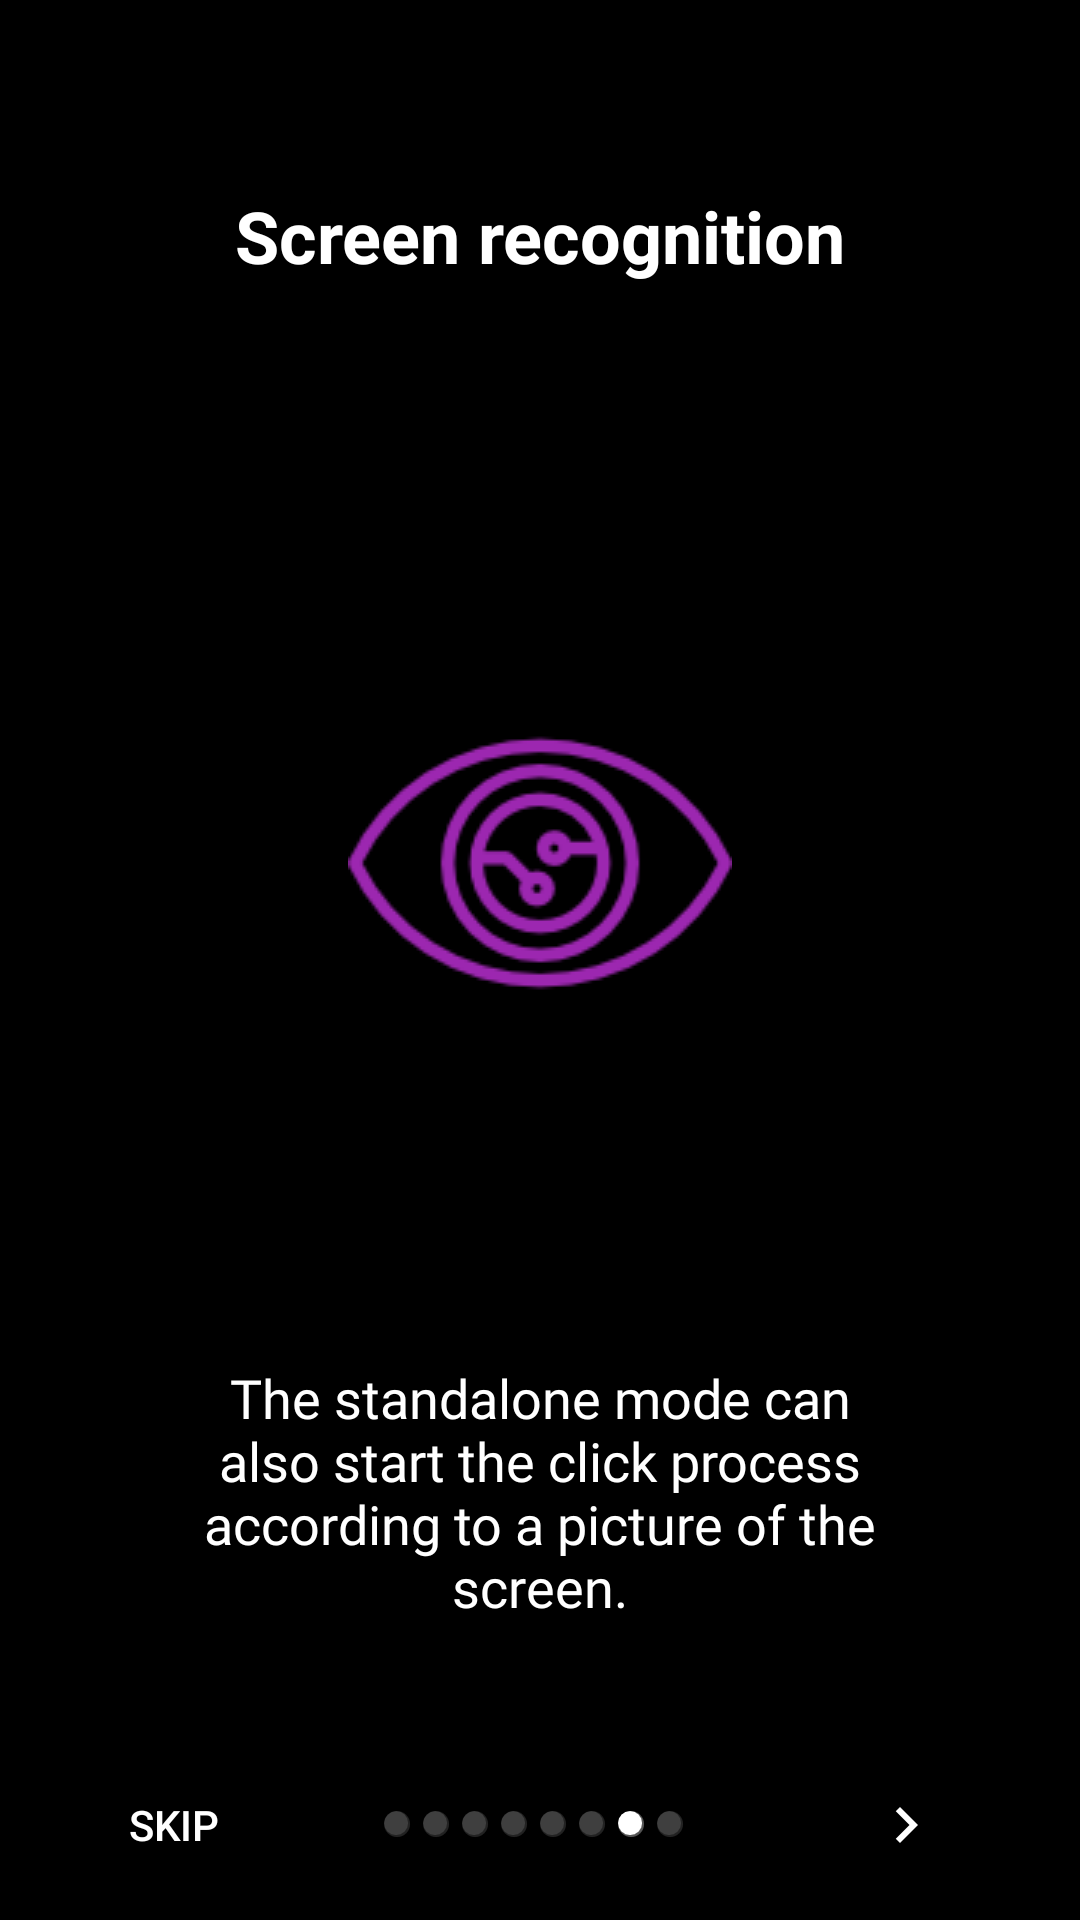 Screen recognition
The standalone mode can
also start the click process
according to a picture of the
screen.
SKIP